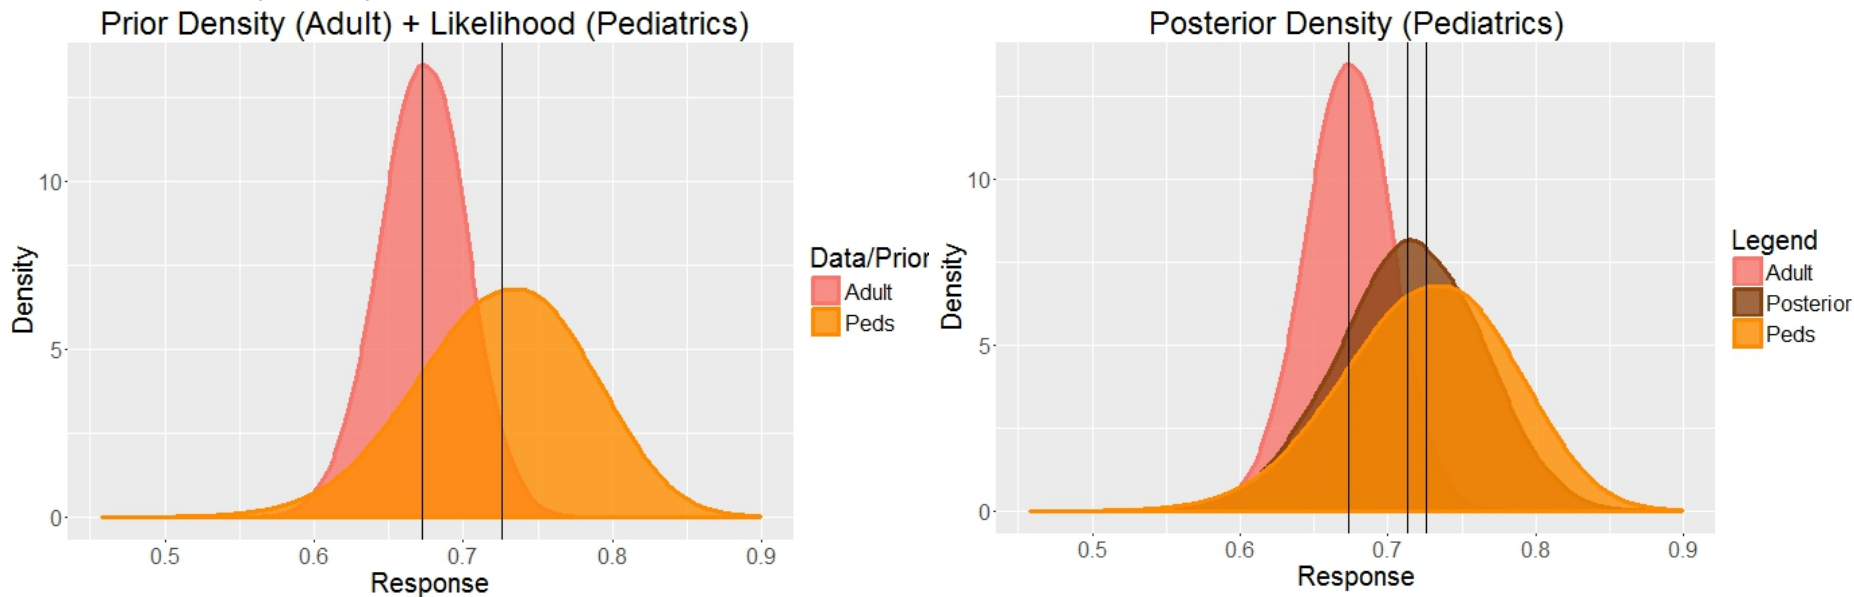 Prior Density (Adult) + Likelihood (Pediatrics)
Density
10
5
0
0.5 0.6 0.7 0.8 0.9
Response
Data/Prior
Adult
Peds
Posterior Density (Pediatrics)
Density
10
5
0
0.5 0.6 0.7 0.8 0.9
Response
Legend
Adult
Posterior
Peds